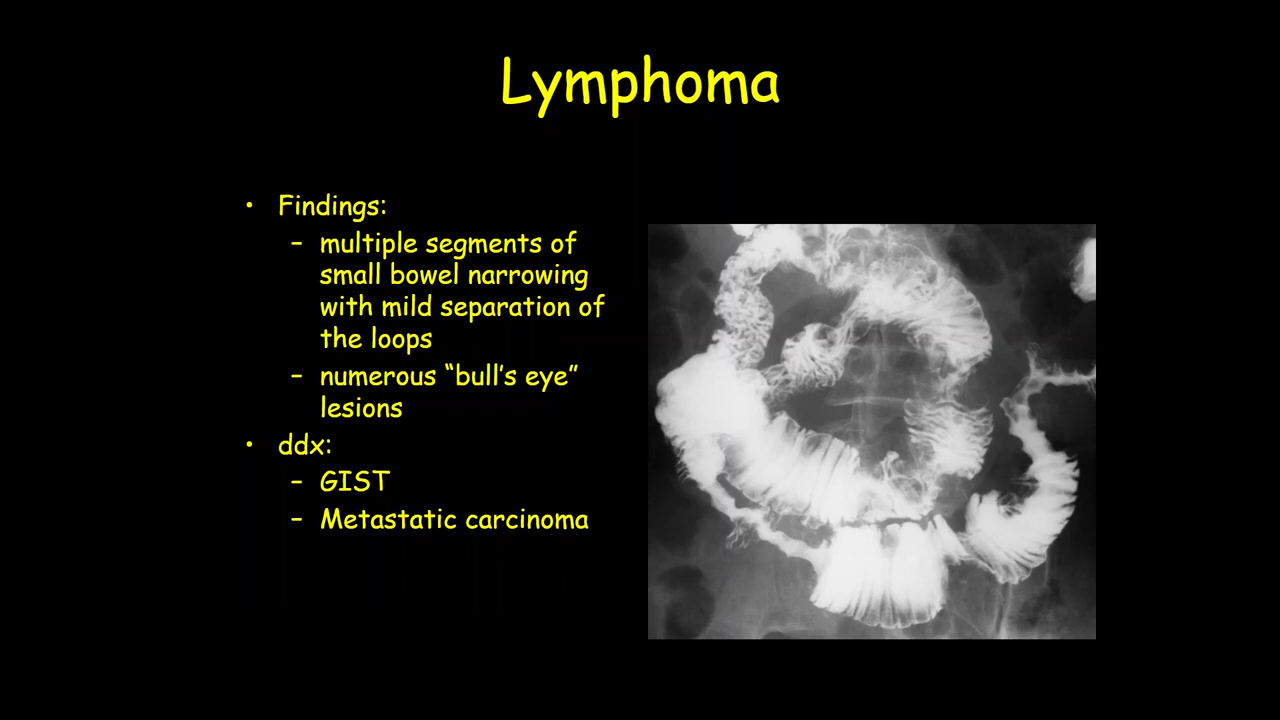 Lymphoma
• Findings:
– multiple segments of
small bowel narrowing
with mild separation of
the loops
– numerous “bull’s eye”
lesions
• ddx:
– GIST
– Metastatic carcinoma